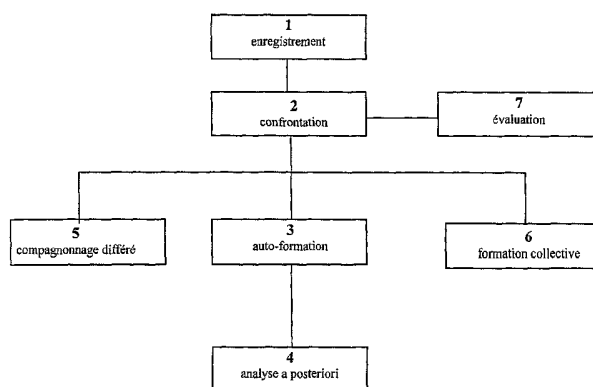 1
enregistrement
2
confrontation
7
évaluation
5
compagnonnage différé
3
auto-formation
6
formation collective
4
analyse a posteriori